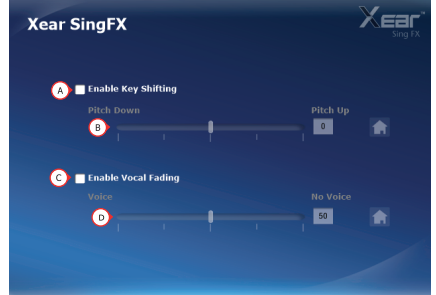 Xear SingFX
Xear™
Sing FX
A Enable Key Shifting
Pitch Down Pitch Up
B 0
C Enable Vocal Fading
Voice No Voice
D 50